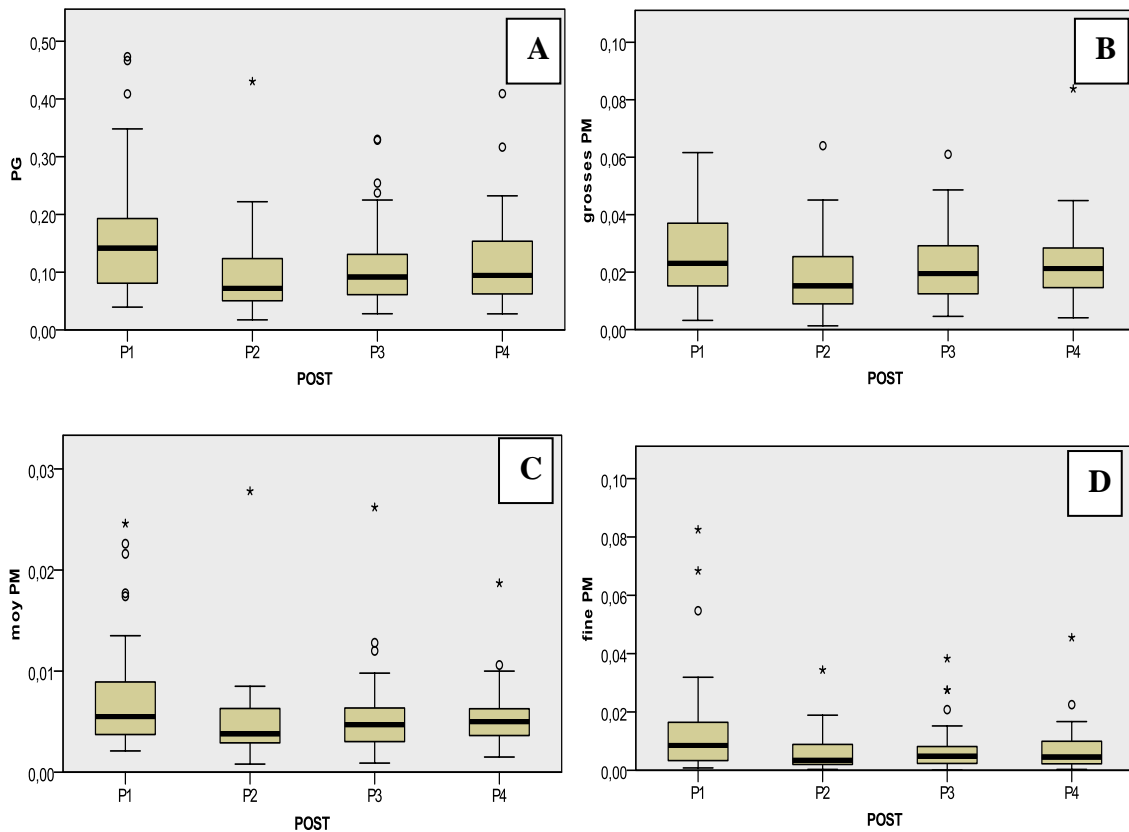 A
0,50
0,40
0,30
0,20
0,10
0,00
PG
P1 P2 P3 P4
POST
B
0,10
0,08
0,06
0,04
0,02
0,00
grosses PM
P1 P2 P3 P4
POST
C
0,03
0,02
0,01
0,00
moy PM
P1 P2 P3 P4
POST
D
0,10
0,08
0,06
0,04
0,02
0,00
fine PM
P1 P2 P3 P4
POST